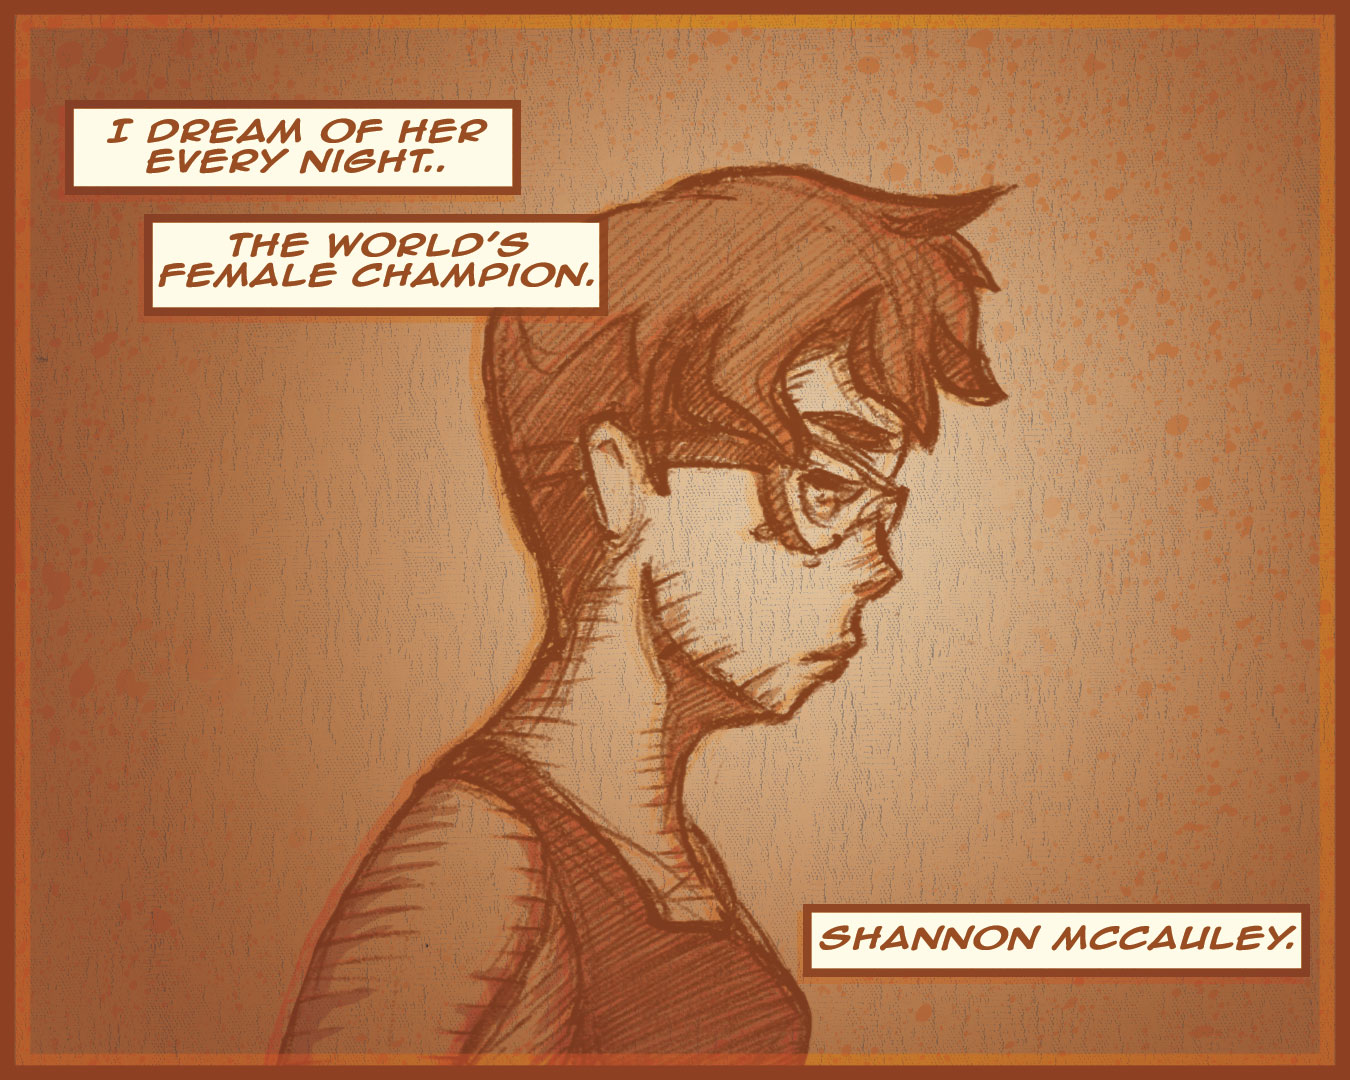 I DREAM OF HER
EVERY NIGHT..
THE WORLD'S
FEMALE CHAMPION.
SHANNON MCCAULEY.